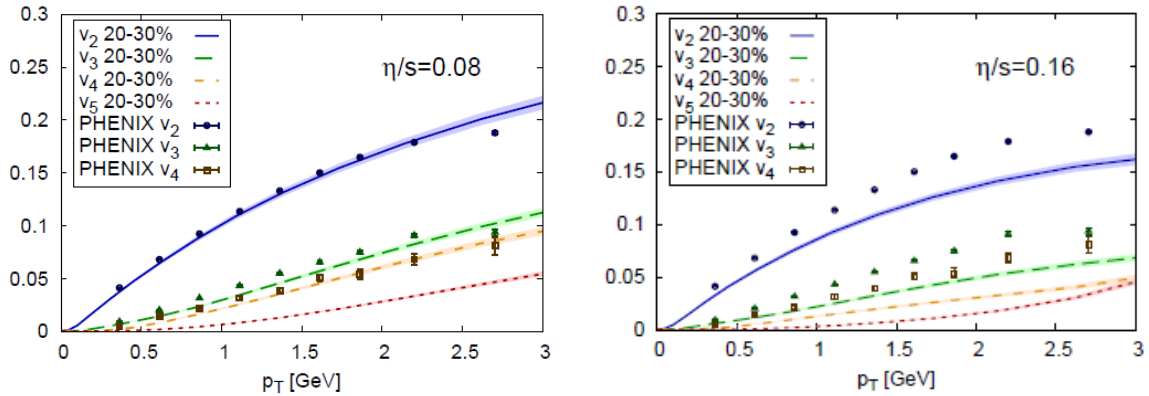 0.3
0.25
0.2
0.15
0.1
0.05
0
v2 20-30%
v3 20-30%
v4 20-30%
v5 20-30%
PHENIX v2
PHENIX v3
PHENIX v4
η/s=0.08
0 0.5 1 1.5 2 2.5 3
pT [GeV]
0.3
0.25
0.2
0.15
0.1
0.05
0
v2 20-30%
v3 20-30%
v4 20-30%
v5 20-30%
PHENIX v2
PHENIX v3
PHENIX v4
η/s=0.16
0 0.5 1 1.5 2 2.5 3
pT [GeV]